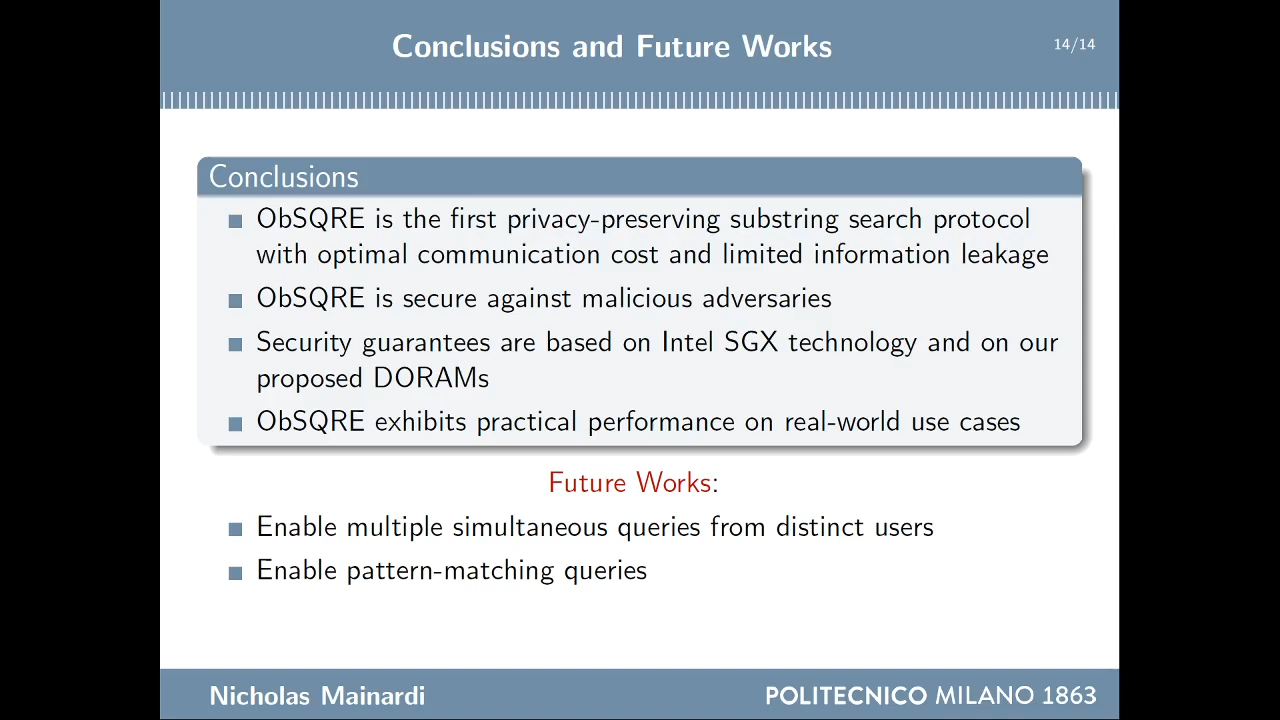 Conclusions and Future Works
14/14
Conclusions
ObSQRE is the first privacy-preserving substring search protocol
with optimal communication cost and limited information leakage
ObSQRE is secure against malicious adversaries
Security guarantees are based on Intel SGX technology and on our
proposed DORAMs
ObSQRE exhibits practical performance on real-world use cases
Future Works:
Enable multiple simultaneous queries from distinct users
Enable pattern-matching queries
Nicholas Mainardi
POLITECNICO MILANO 1863